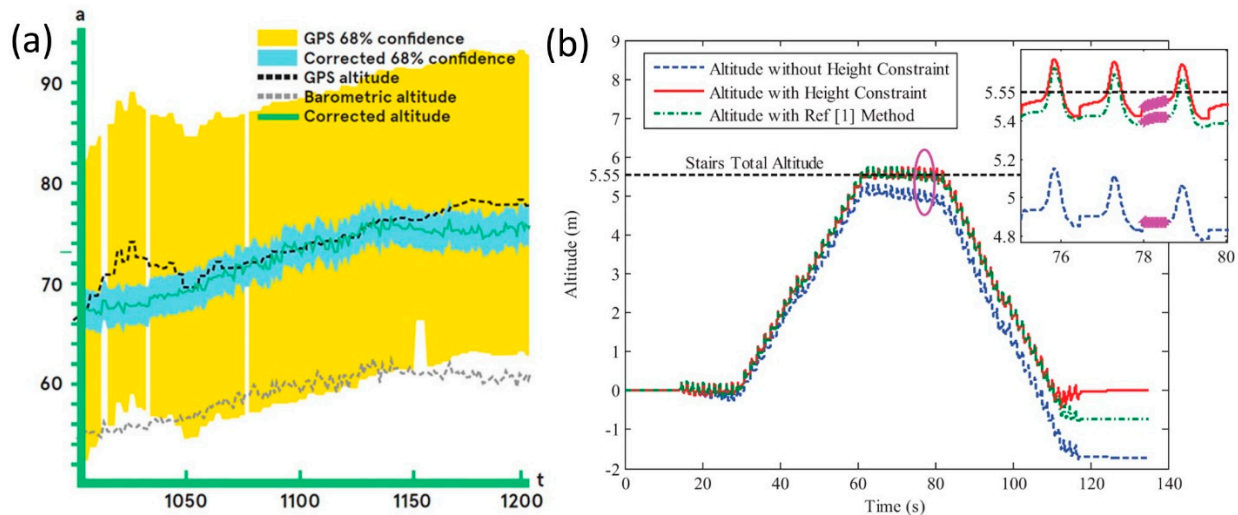 (a)
a
GPS 68% confidence
Corrected 68% confidence
GPS altitude
Barometric altitude
Corrected altitude
90
80
70
60
1050
1100
1150
1200
t
(b)
Altitude without Height Constraint
Altitude with Height Constraint
Altitude with Ref [1] Method
Stairs Total Altitude
Altitude (m)
9
8
7
6
5.55
5
4
3
2
1
0
-1
-2
0
20
40
60
80
100
120
140
Time (s)
5.55
5.4
5.2
5
4.8
76
78
80